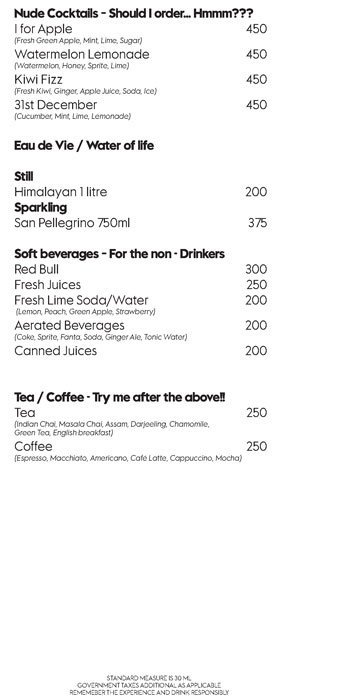 Nude Cocktails - Should I order... Hmmm???
I for Apple 450
(Fresh Green Apple, Mint, Lime, Sugar)
Watermelon Lemonade 450
(Watermelon, Honey, Sprite, Lime)
Kiwi Fizz 450
(Fresh Kiwi, Ginger, Apple Juice, Soda, Ice)
31st December 450
(Cucumber, Mint, Lime, Lemonade)
Eau de Vie / Water of life
Still
Himalayan 1 litre 200
Sparkling
San Pellegrino 750ml 375
Soft beverages - For the non - Drinkers
Red Bull 300
Fresh Juices 250
Fresh Lime Soda/Water 200
(Lemon, Peach, Green Apple, Strawberry)
Aerated Beverages 200
(Coke, Sprite, Fanta, Soda, Ginger Ale, Tonic Water)
Canned Juices 200
Tea / Coffee - Try me after the above!!
Tea 250
(Indian Chai, Masala Chai, Assam, Darjeeling, Chamomile,
Green Tea, English breakfast)
Coffee 250
(Espresso, Macchiato, Americano, Café Latte, Cappuccino, Mocha)
STANDARD MEASURE IS 30 ML
GOVERNMENT TAXES ADDITIONAL AS APPLICABLE
REMEMEBER THE EXPERIENCE AND DRINK RESPONSIBLY